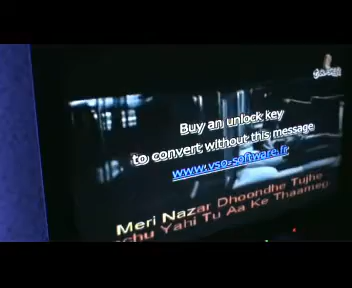 Buy an unlock key
to convert without this message
www.vso-software.fr
Meri Nazar Dhoondhe Tujhe
Yahi Tu Aa Ke Thaameg